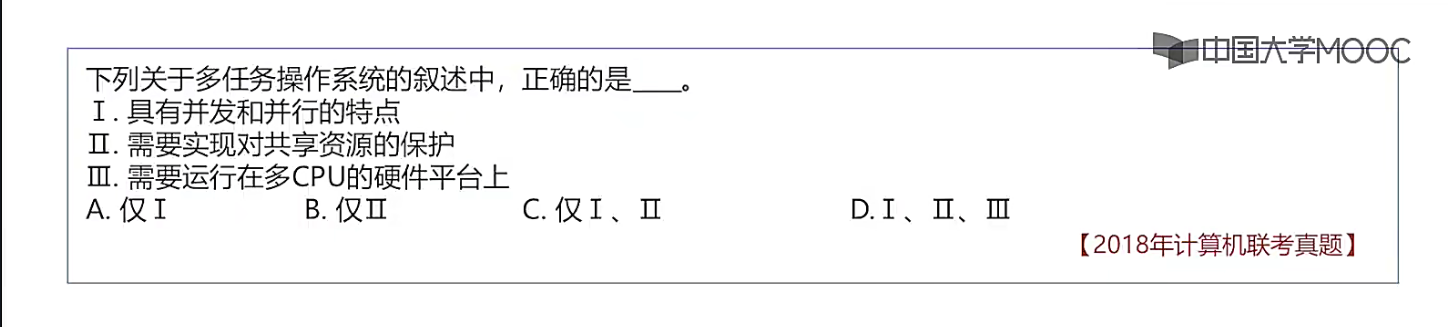 中国大学MOOC
下列关于多任务操作系统的叙述中，正确的是____。
Ⅰ. 具有并发和并行的特点
Ⅱ. 需要实现对共享资源的保护
Ⅲ. 需要运行在多CPU的硬件平台上
A. 仅Ⅰ B. 仅Ⅱ C. 仅Ⅰ、Ⅱ D.Ⅰ、Ⅱ、Ⅲ
【2018年计算机联考真题】